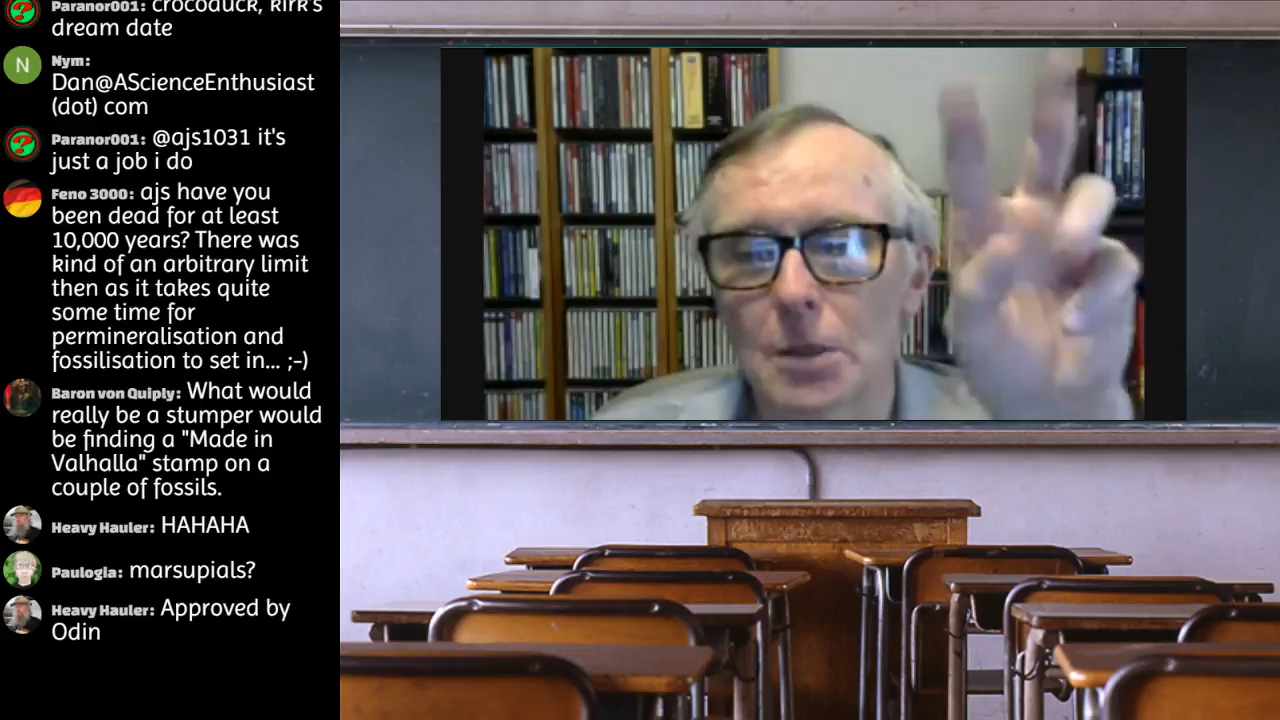 Paranor001: crocoduck, kirk's
dream date
N
Nym:
Dan@AScienceEnthusiast
(dot) com
Paranor001: @ajs1031 it's
just a job i do
Feno 3000: ajs have you
been dead for at least
10,000 years? There was
kind of an arbitrary limit
then as it takes quite
some time for
permineralisation and
fossilisation to set in... ;-)
Baron von Quiply: What would
really be a stumper would
be finding a "Made in
Valhalla" stamp on a
couple of fossils.
Heavy Hauler: HAHAHA
Paulogia: marsupials?
Heavy Hauler: Approved by
Odin